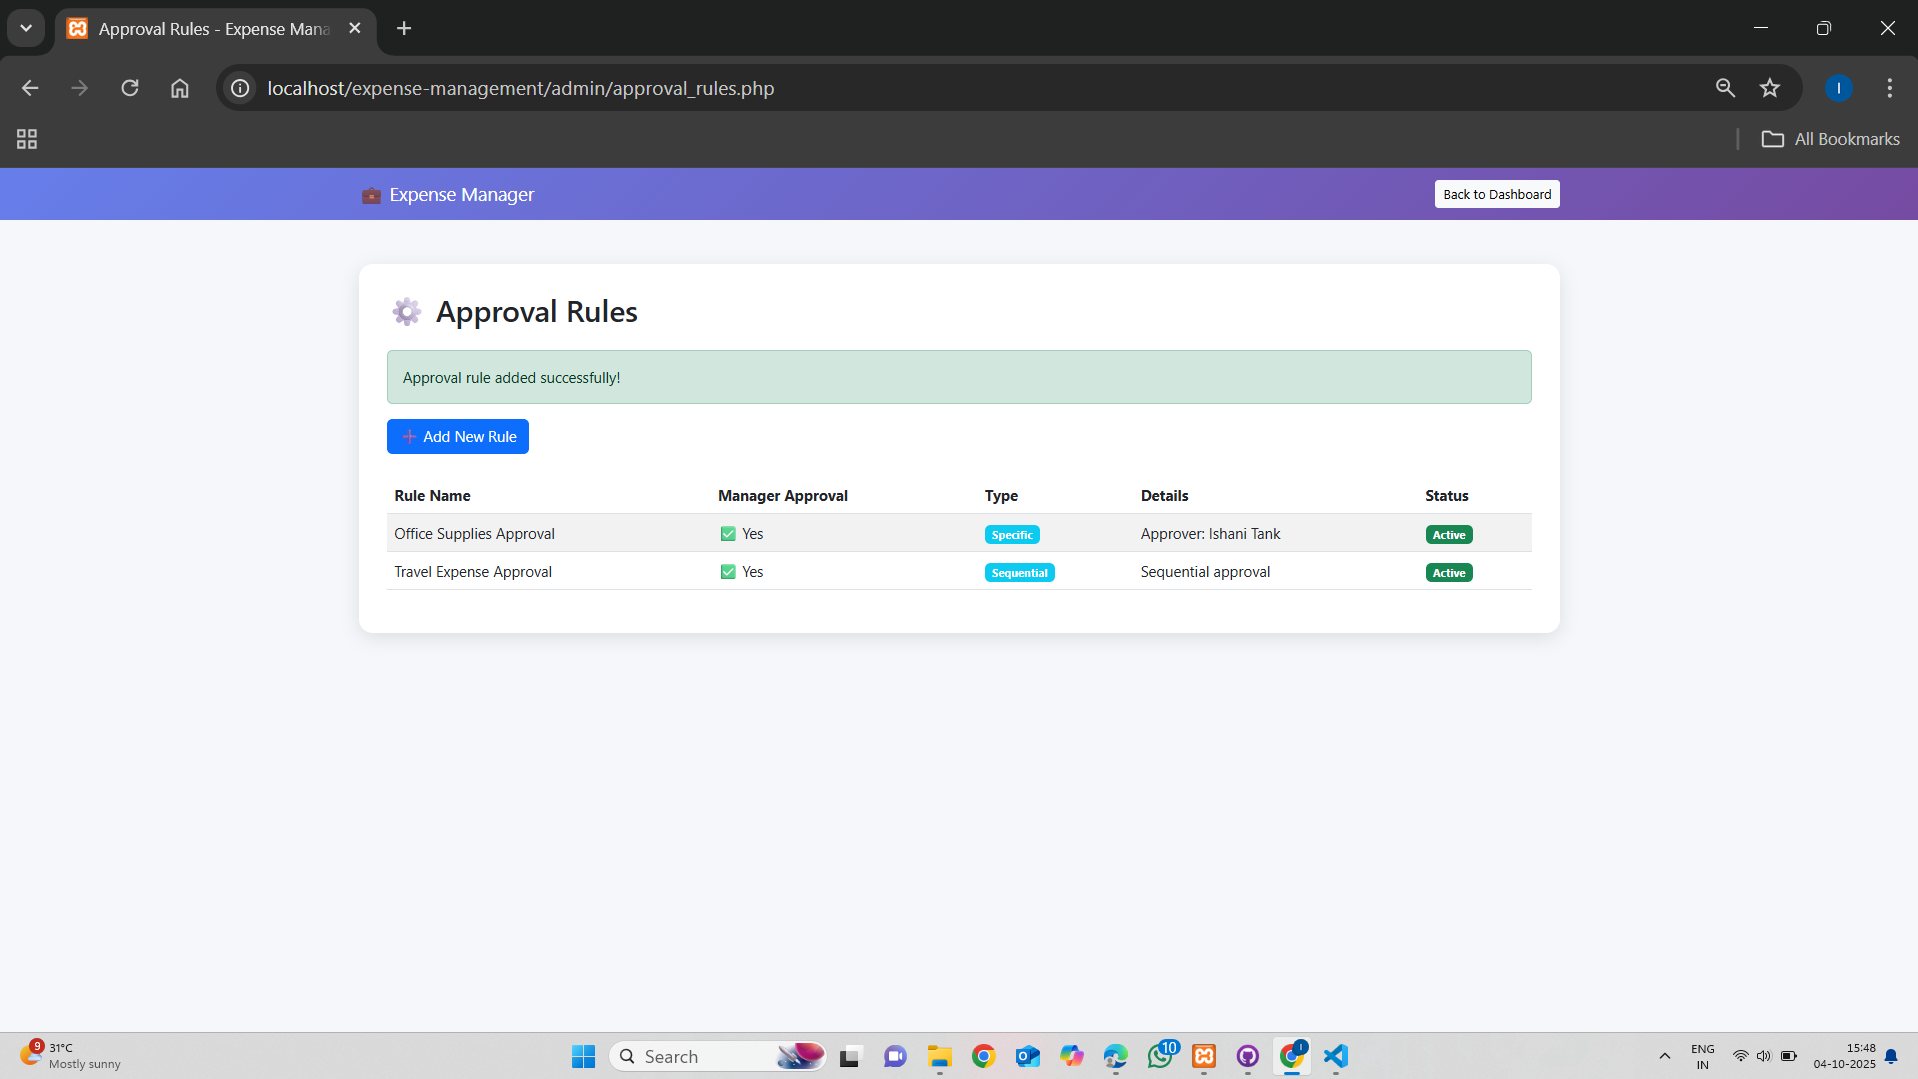 Approval Rules - Expense Mana
localhost/expense-management/admin/approval_rules.php
I
All Bookmarks
💼 Expense Manager
Back to Dashboard
⚙️ Approval Rules
Approval rule added successfully!
➕ Add New Rule
Rule Name Manager Approval Type Details Status
Office Supplies Approval ✅ Yes Specific Approver: Ishani Tank Active
Travel Expense Approval ✅ Yes Sequential Sequential approval Active
9
31°C
Mostly sunny
Search
10
I
ENG
IN
15:48
04-10-2025